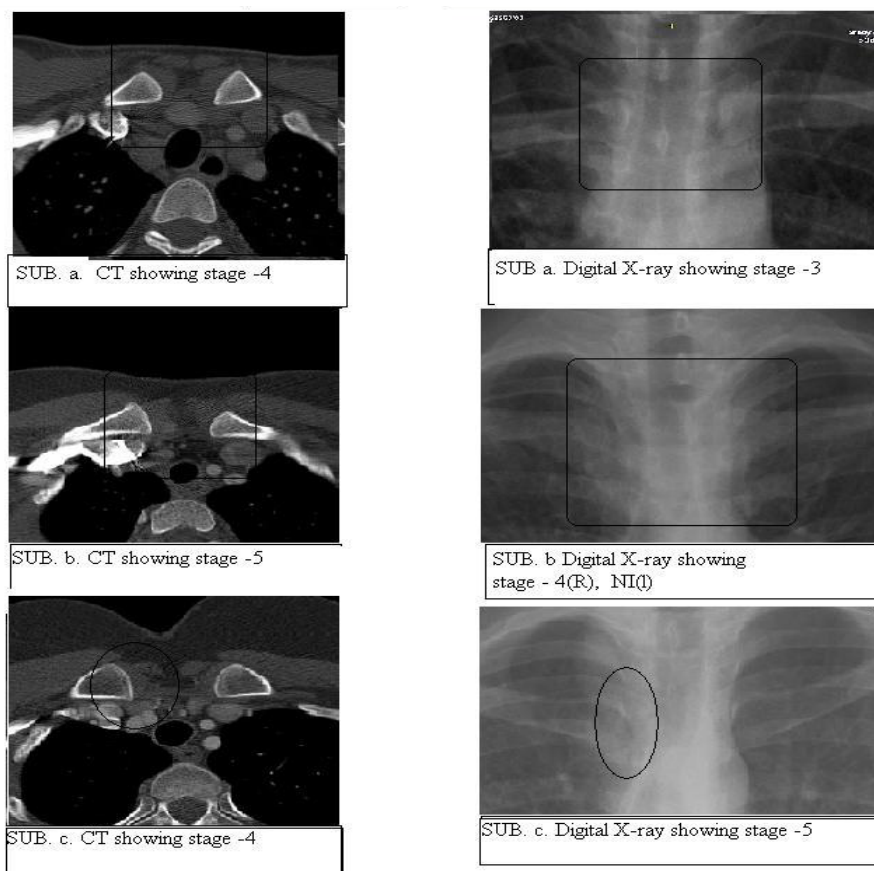 SUB. a. CT showing stage -4
SUB a. Digital X-ray showing stage -3
SUB. b. CT showing stage -5
SUB. b Digital X-ray showing
stage - 4(R), NI(l)
SUB. c. CT showing stage -4
SUB. c. Digital X-ray showing stage -5